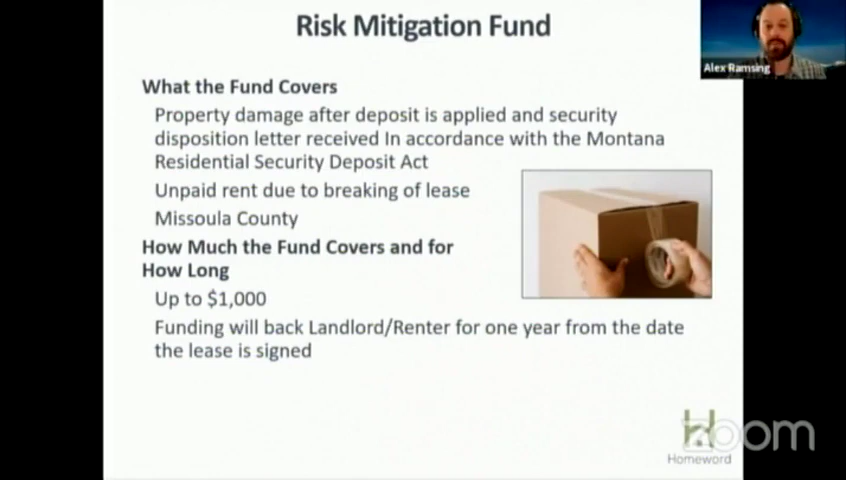 Risk Mitigation Fund
Alex Ramsing
What the Fund Covers
Property damage after deposit is applied and security
disposition letter received In accordance with the Montana
Residential Security Deposit Act
Unpaid rent due to breaking of lease
Missoula County
How Much the Fund Covers and for
How Long
Up to $1,000
Funding will back Landlord/Renter for one year from the date
the lease is signed
zoom
Homeword